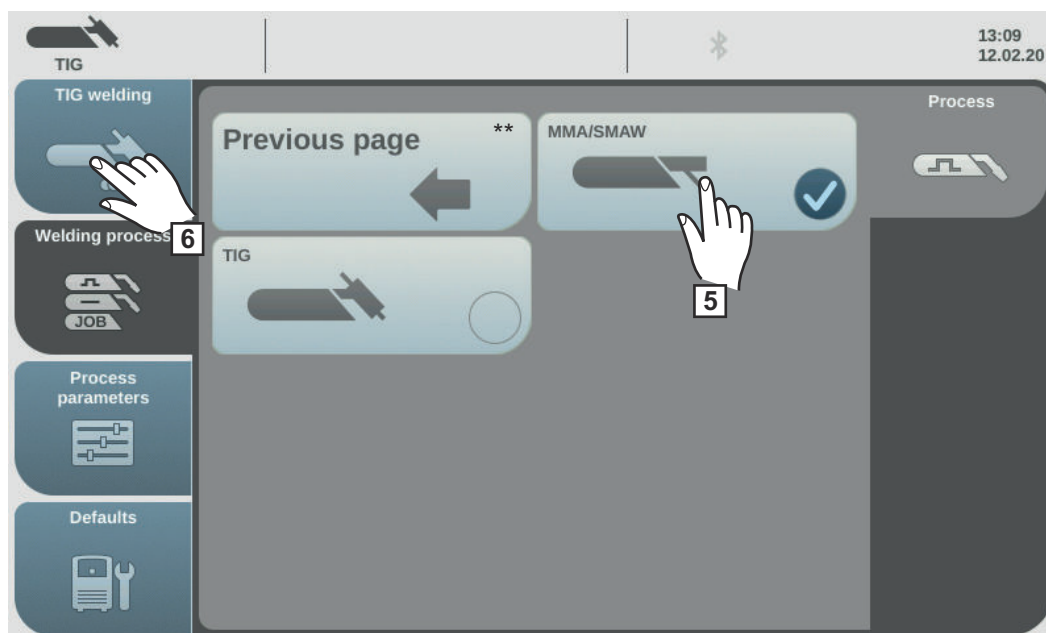 TIG
13:09
12.02.20
TIG welding
Process
Previous page **
MMA/SMAW
6
Welding process
TIG
5
JOB
Process
parameters
Defaults